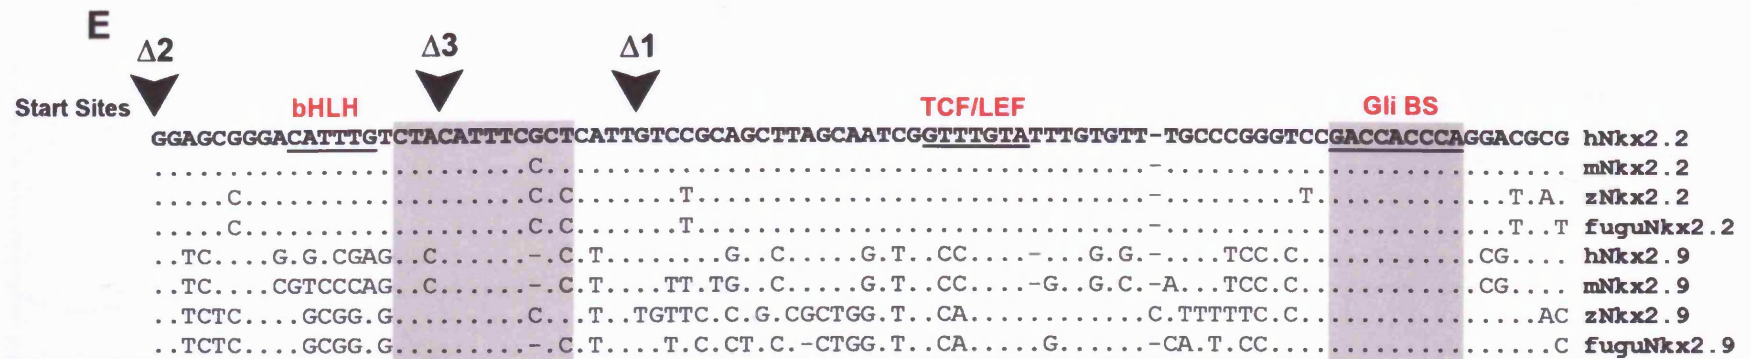 E
Δ2 Δ3 Δ1
Start Sites bHLH TCF/LEF Gli BS
GGAGCGGGACATTTGTCTACATTTCGCTCATTGTCCGCAGCTTAGCAATCGGTTTGTATTTGTGTT-TGCCCGGGTCCGACCACCCAGGACGCG hNkx2.2
.........................C........................................-........................... mNkx2.2
.....C...................C.C.......T..............................-.........T.............T.A. zNkx2.2
.....C...................C.C.......T..............................-.......................T..T fuguNkx2.2
..TC....G.G.CGAG..C......-.C.T........G..C.....G.T..CC....-...G.G.-....TCC.C............CG.... hNkx2.9
..TC....CGTCCCAG..C......-.C.T....TT.TG..C.....G.T..CC....-G..G.C.-A...TCC.C............CG.... mNkx2.9
..TCTC....GCGG.G.........C...T..TGTTC.C.G.CGCTGG.T..CA............C.TTTTTC.C................AC zNkx2.9
..TCTC....GCGG.G.........-.C.T....T.C.CT.C.-CTGG.T..CA.....G......-CA.T.CC...................C fuguNkx2.9